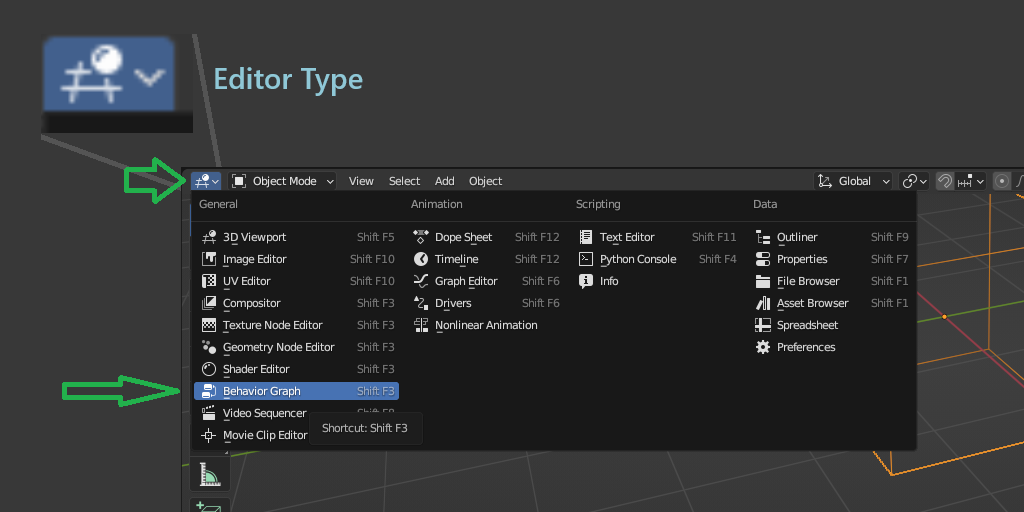 Editor Type
Object Mode View Select Add Object Global
General Animation Scripting Data
3D Viewport Shift F5 Dope Sheet Shift F12 Text Editor Shift F11 Outliner Shift F9
Image Editor Shift F10 Timeline Shift F12 Python Console Shift F4 Properties Shift F7
UV Editor Shift F10 Graph Editor Shift F6 Info File Browser Shift F1
Compositor Shift F3 Drivers Shift F6 Asset Browser Shift F1
Texture Node Editor Shift F3 Nonlinear Animation Spreadsheet
Geometry Node Editor Shift F3 Preferences
Shader Editor Shift F3
Behavior Graph Shift F3
Video Sequencer Shift F8
Movie Clip Editor
Shortcut: Shift F3